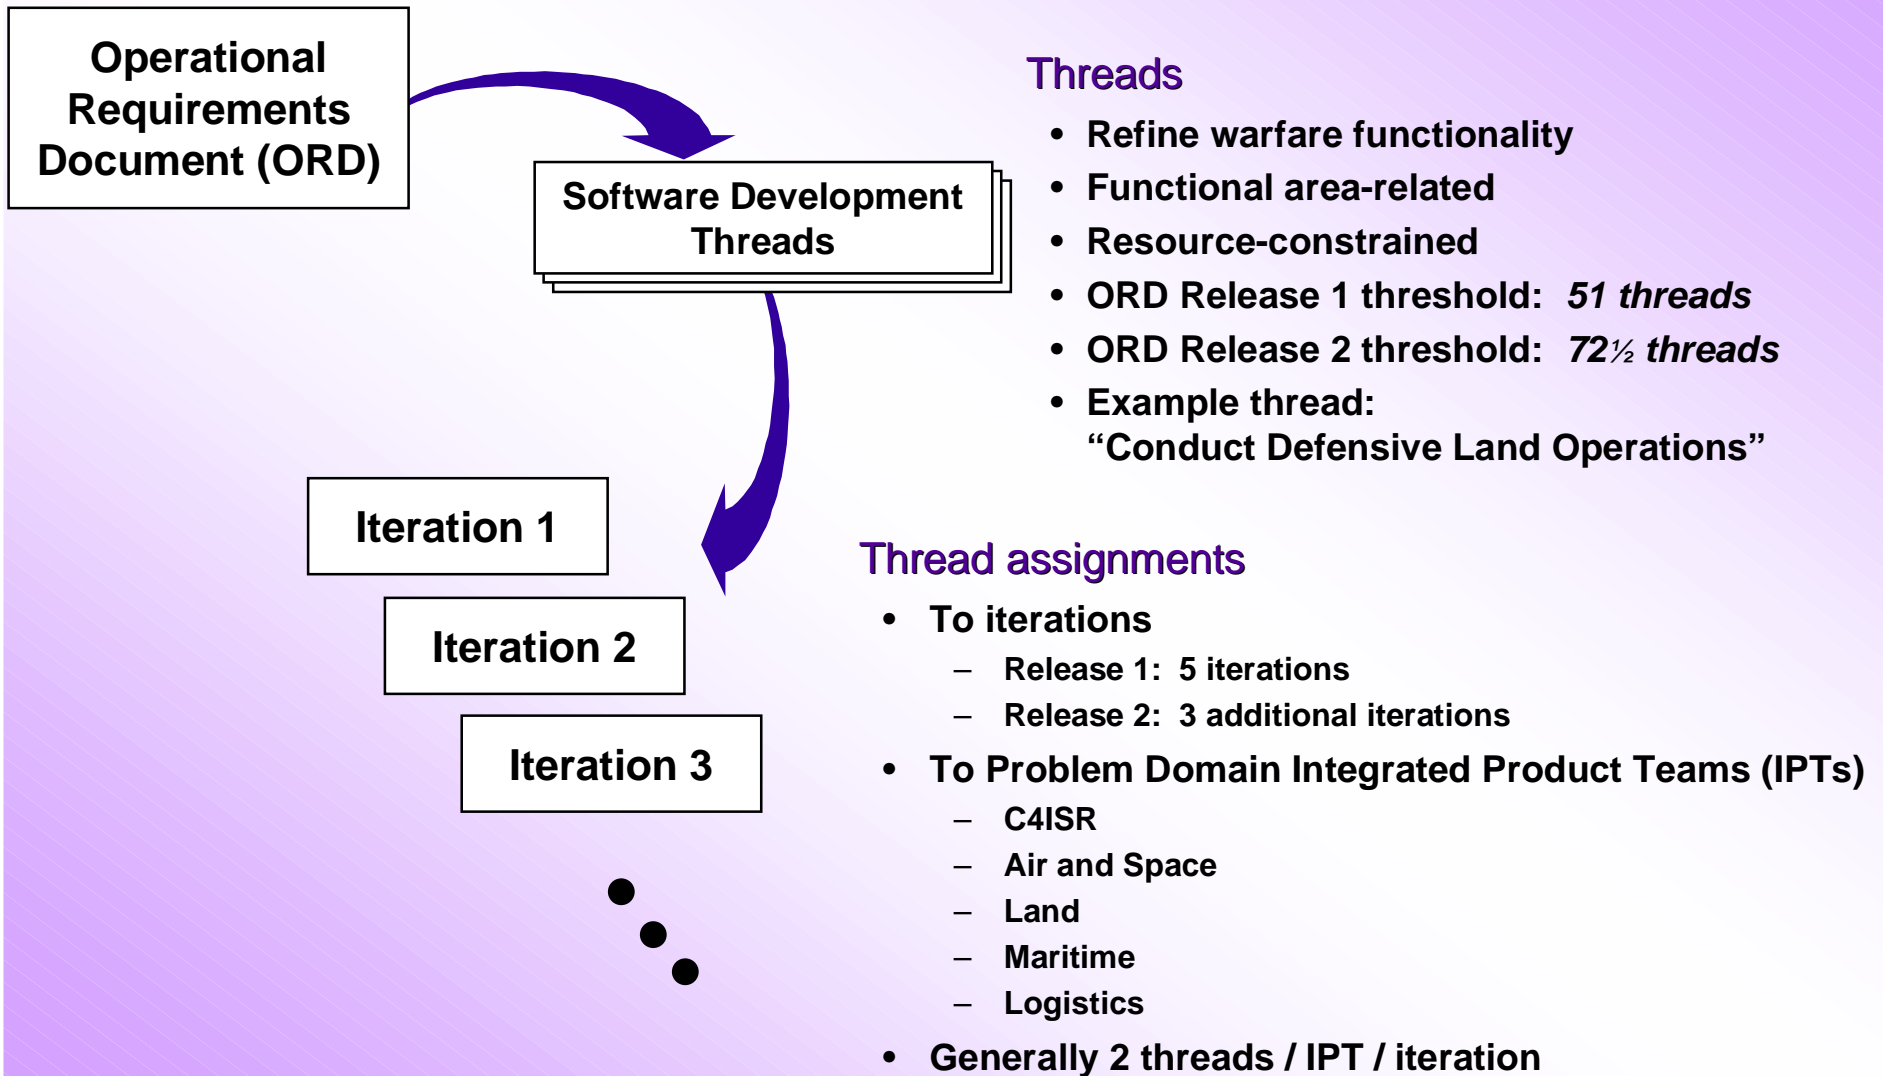 Operational
Requirements
Document (ORD)
Software Development
Threads
Iteration 1
Iteration 2
Iteration 3
Threads
• Refine warfare functionality
• Functional area-related
• Resource-constrained
• ORD Release 1 threshold: 51 threads
• ORD Release 2 threshold: 72½ threads
• Example thread:
“Conduct Defensive Land Operations”
Thread assignments
• To iterations
– Release 1: 5 iterations
– Release 2: 3 additional iterations
• To Problem Domain Integrated Product Teams (IPTs)
– C4ISR
– Air and Space
– Land
– Maritime
– Logistics
• Generally 2 threads / IPT / iteration